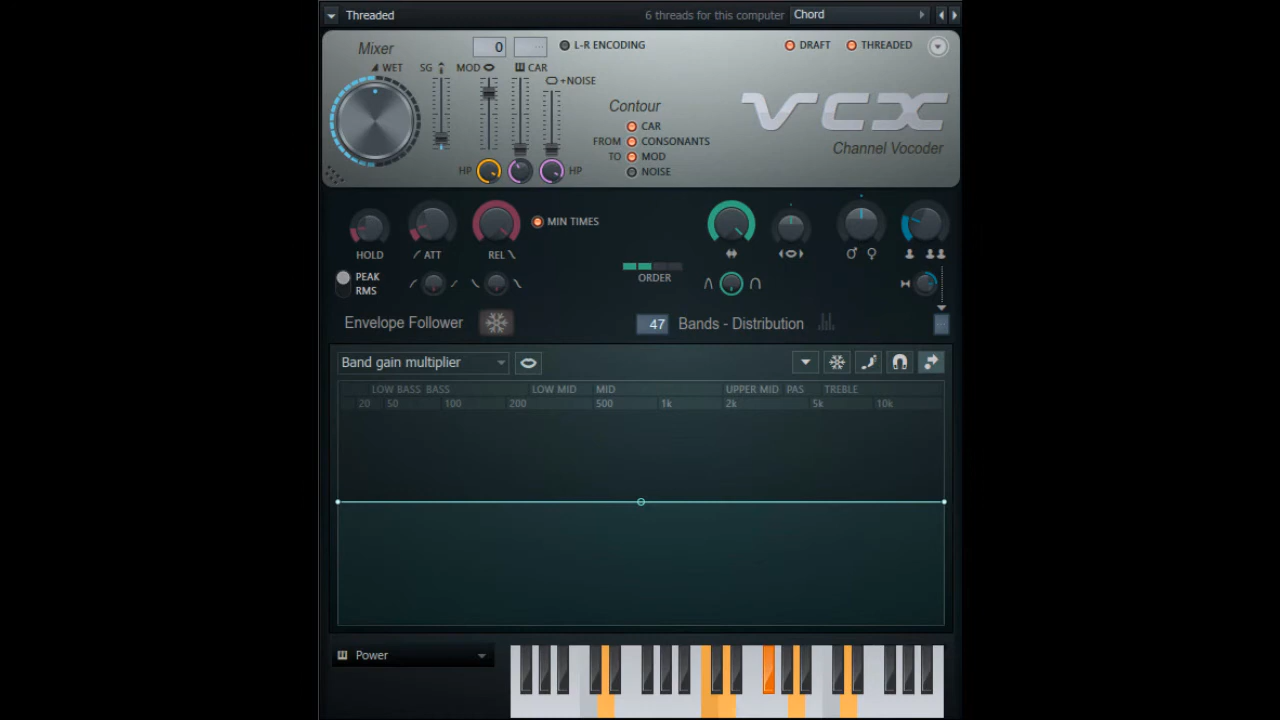 Threaded
6 threads for this computer
Chord
Mixer
0
L-R ENCODING
DRAFT
THREADED
WET
SG
MOD
CAR
+NOISE
Contour
CAR
FROM
CONSONANTS
TO
MOD
NOISE
HP
HP
VCX
Channel Vocoder
HOLD
ATT
REL
MIN TIMES
ORDER
PEAK
RMS
Envelope Follower
47
Bands - Distribution
Band gain multiplier
LOW BASS BASS LOW MID MID UPPER MID PAS TREBLE
20 50 100 200 500 1k 2k 5k 10k
Power